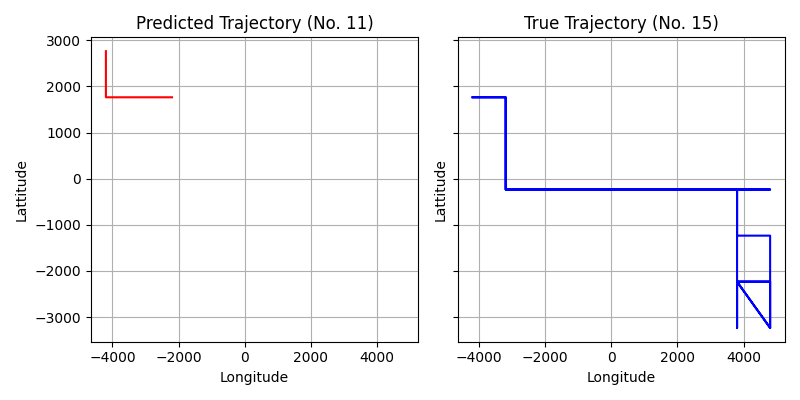 Predicted Trajectory (No. 11)
True Trajectory (No. 15)
3000
2000
1000
0
−1000
−2000
−3000
Lattitude
Lattitude
−4000 −2000 0 2000 4000
−4000 −2000 0 2000 4000
Longitude
Longitude